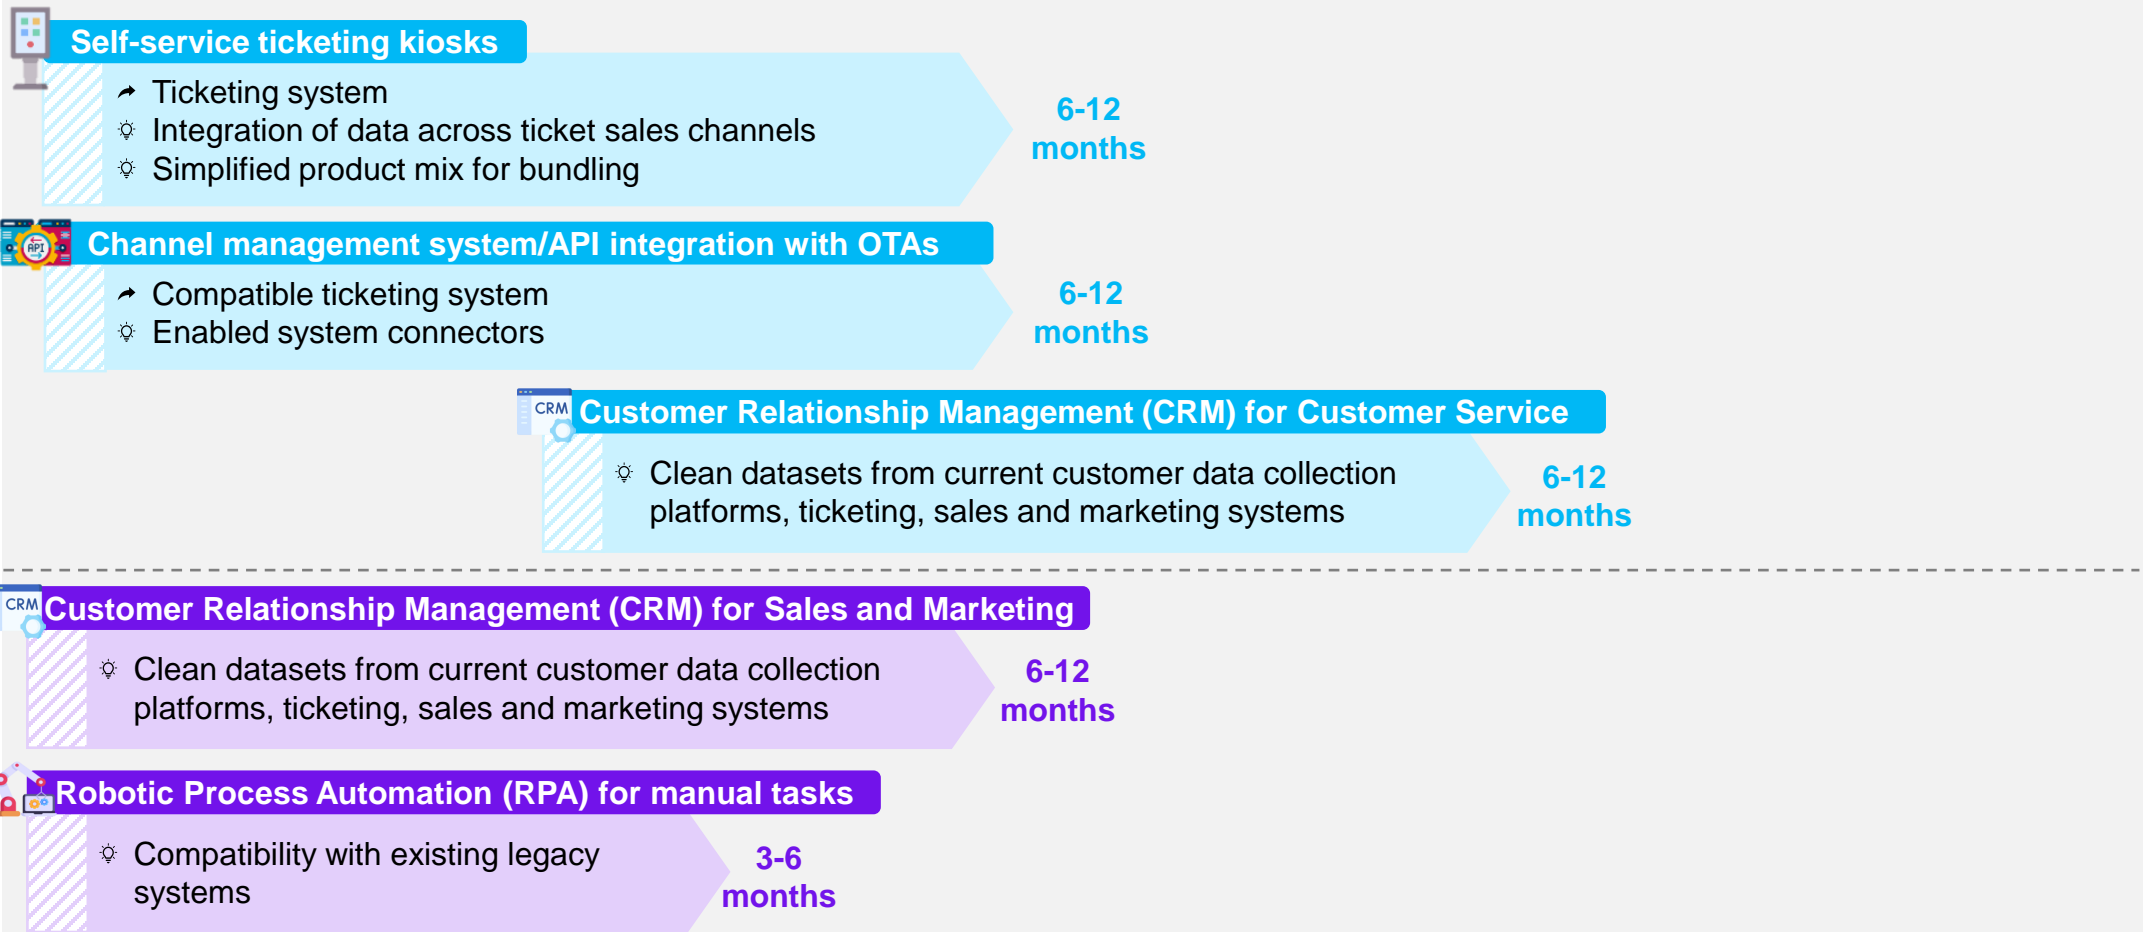 Self-service ticketing kiosks
Ticketing system
Integration of data across ticket sales channels
Simplified product mix for bundling
6-12
months
API
Channel management system/API integration with OTAs
Compatible ticketing system
Enabled system connectors
6-12
months
CRM
Customer Relationship Management (CRM) for Customer Service
Clean datasets from current customer data collection
platforms, ticketing, sales and marketing systems
6-12
months
CRM
Customer Relationship Management (CRM) for Sales and Marketing
Clean datasets from current customer data collection
platforms, ticketing, sales and marketing systems
6-12
months
Robotic Process Automation (RPA) for manual tasks
Compatibility with existing legacy
systems
3-6
months